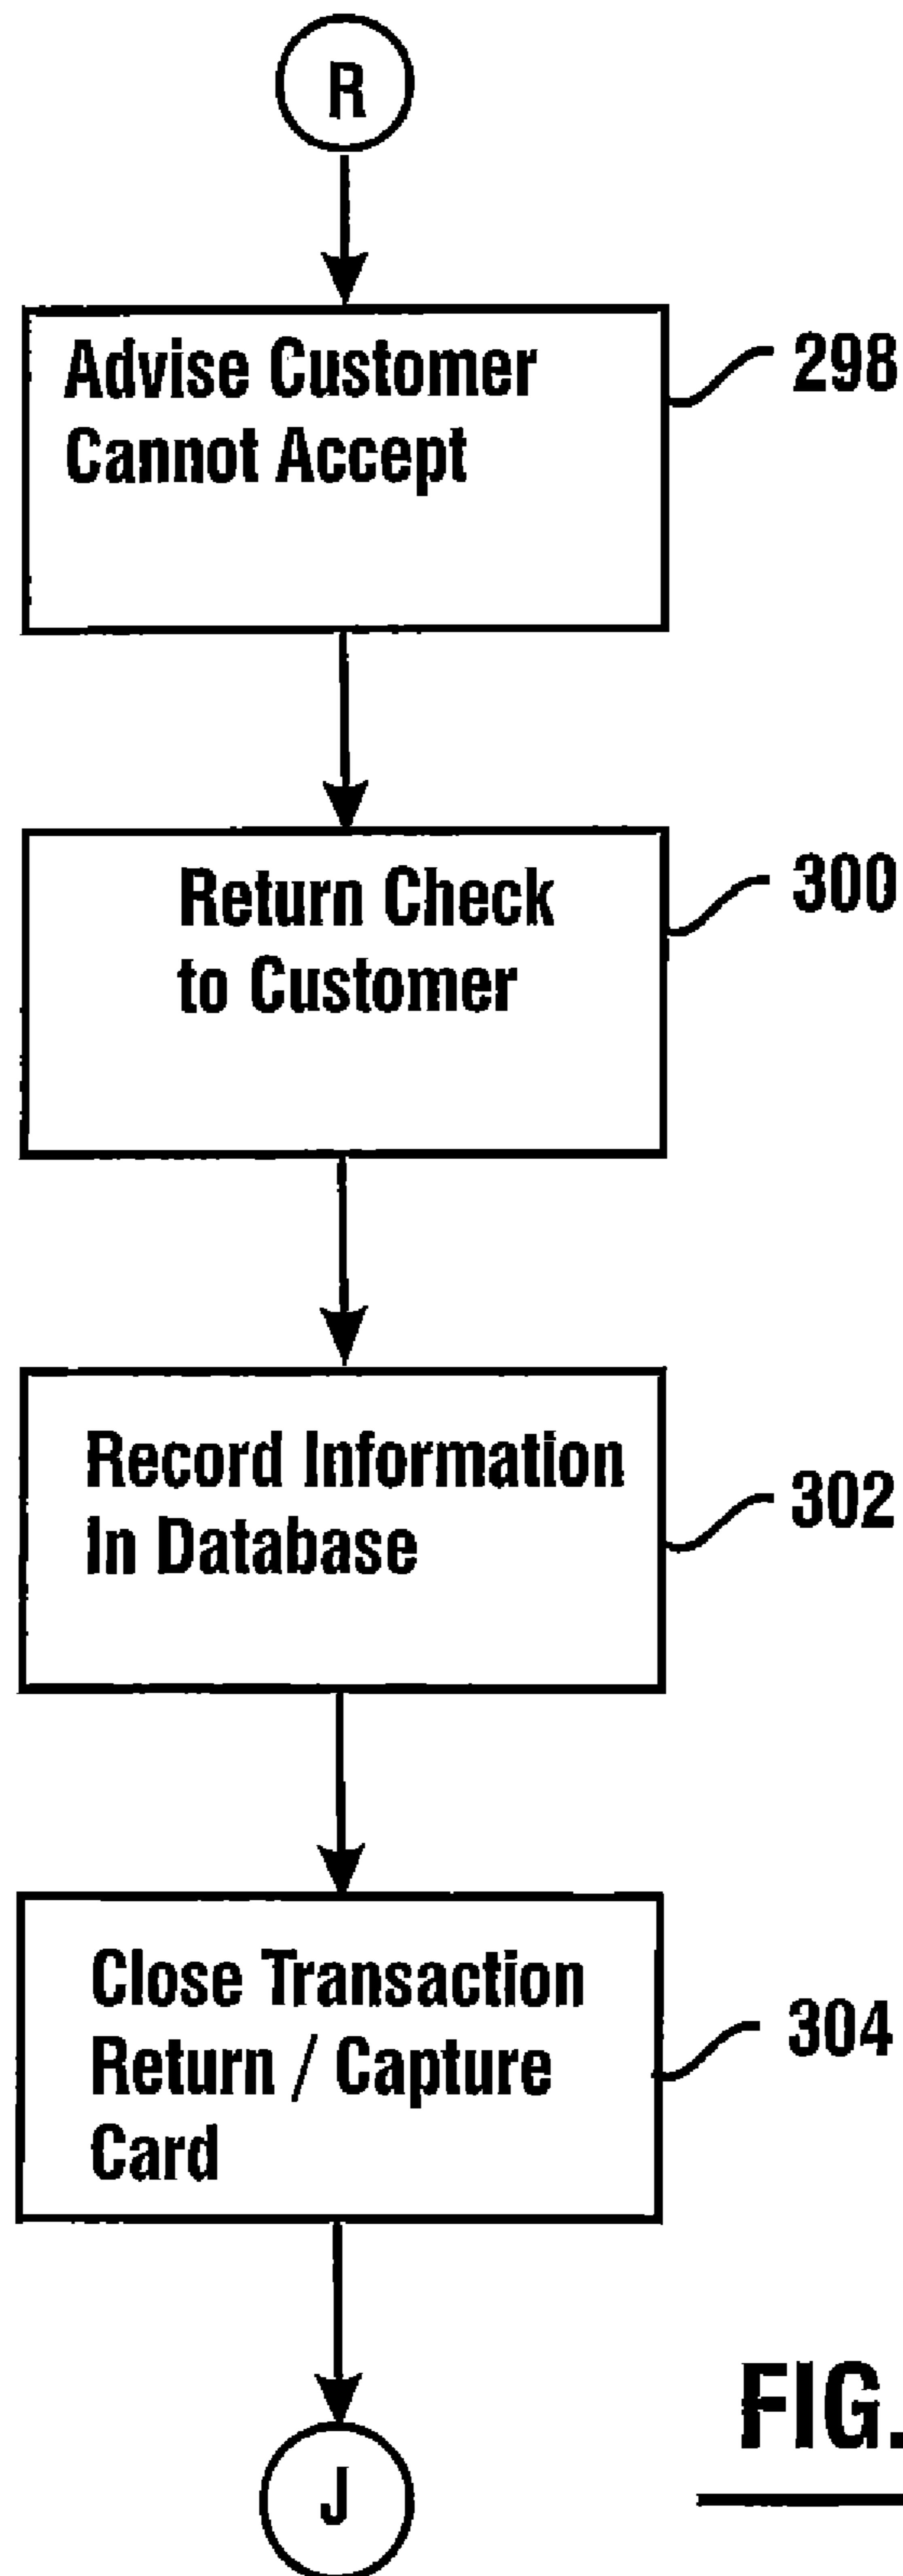 R
Advise Customer
Cannot Accept
298
Return Check
to Customer
300
Record Information
In Database
302
Close Transaction
Return / Capture
Card
304
J
FIG.